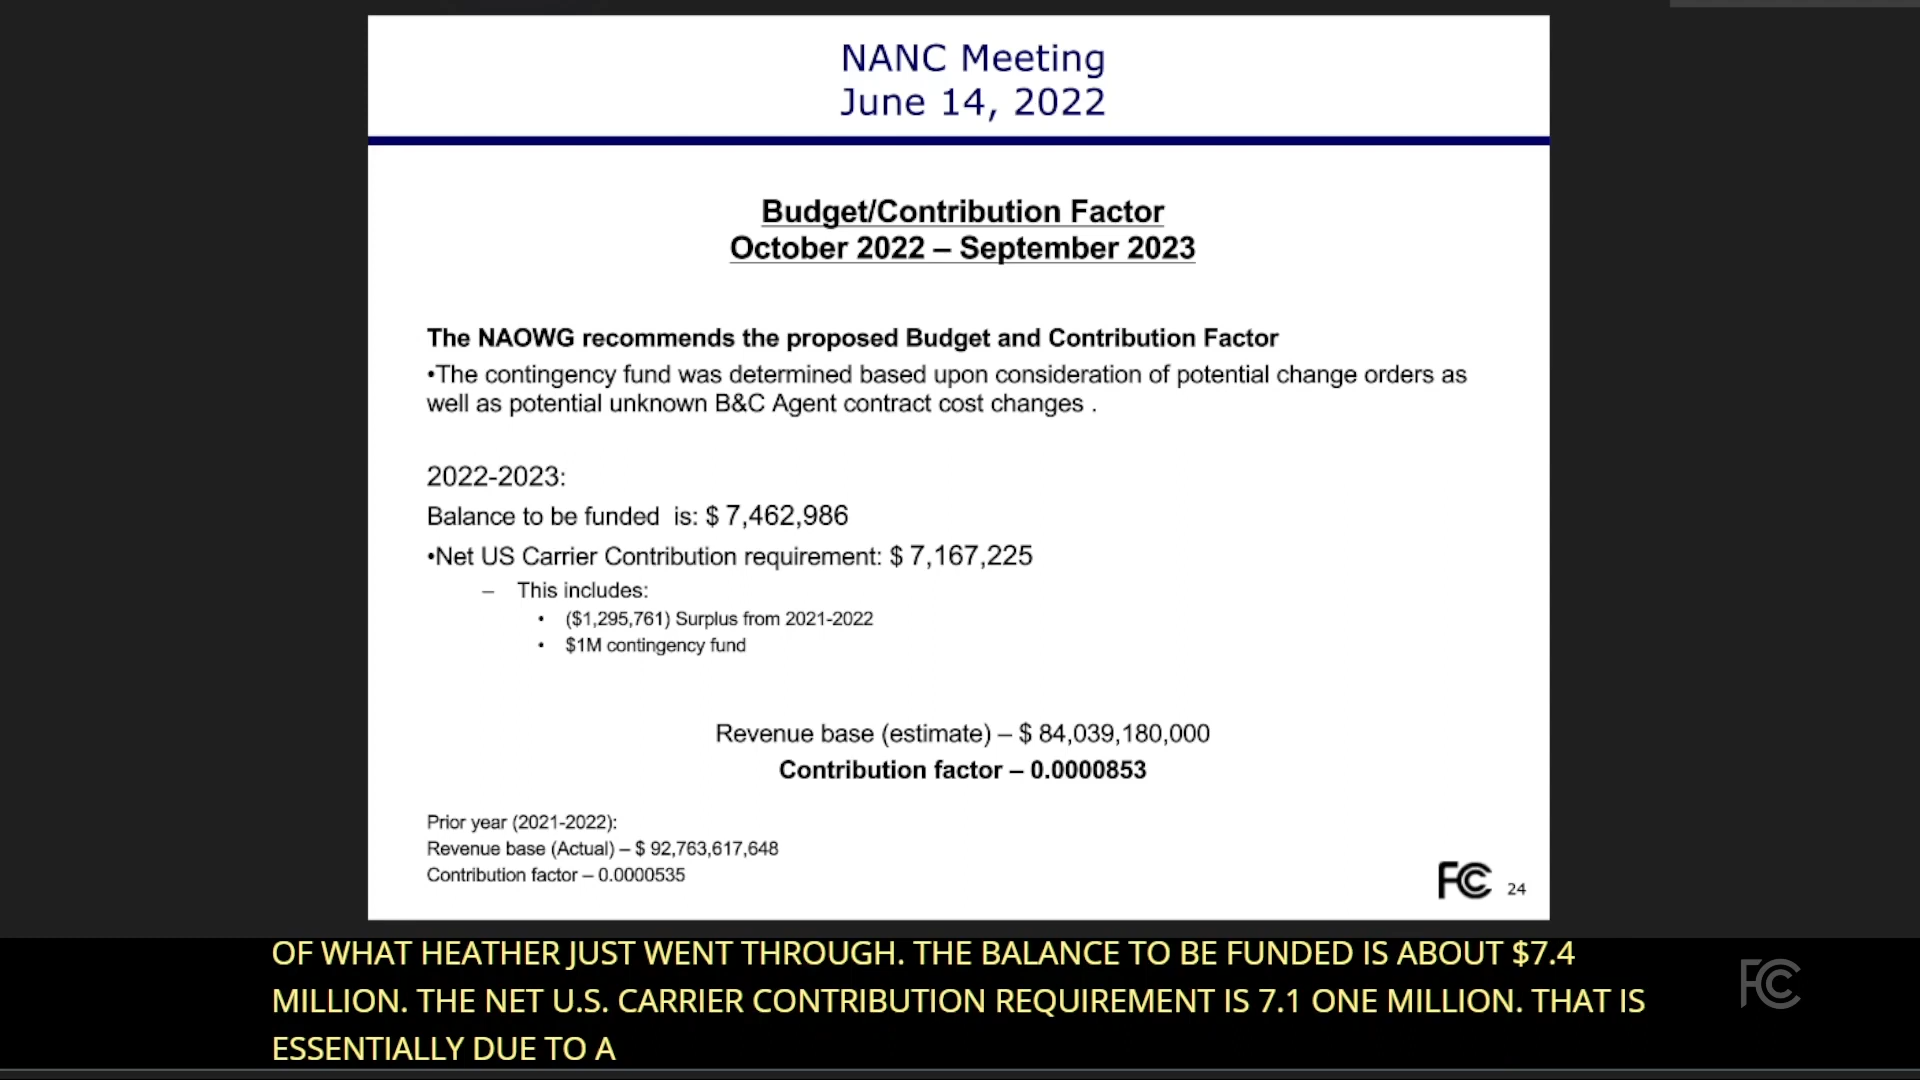 NANC Meeting
June 14, 2022
Budget/Contribution Factor
October 2022 – September 2023
The NAOWG recommends the proposed Budget and Contribution Factor
•The contingency fund was determined based upon consideration of potential change orders as
well as potential unknown B&C Agent contract cost changes .
2022-2023:
Balance to be funded  is: $ 7,462,986
•Net US Carrier Contribution requirement: $ 7,167,225
– This includes:
• ($1,295,761) Surplus from 2021-2022
• $1M contingency fund
Revenue base (estimate) – $ 84,039,180,000
Contribution factor – 0.0000853
Prior year (2021-2022):
Revenue base (Actual) – $ 92,763,617,648
Contribution factor – 0.0000535
FCC 24
OF WHAT HEATHER JUST WENT THROUGH. THE BALANCE TO BE FUNDED IS ABOUT $7.4
MILLION. THE NET U.S. CARRIER CONTRIBUTION REQUIREMENT IS 7.1 ONE MILLION. THAT IS
ESSENTIALLY DUE TO A
FCC